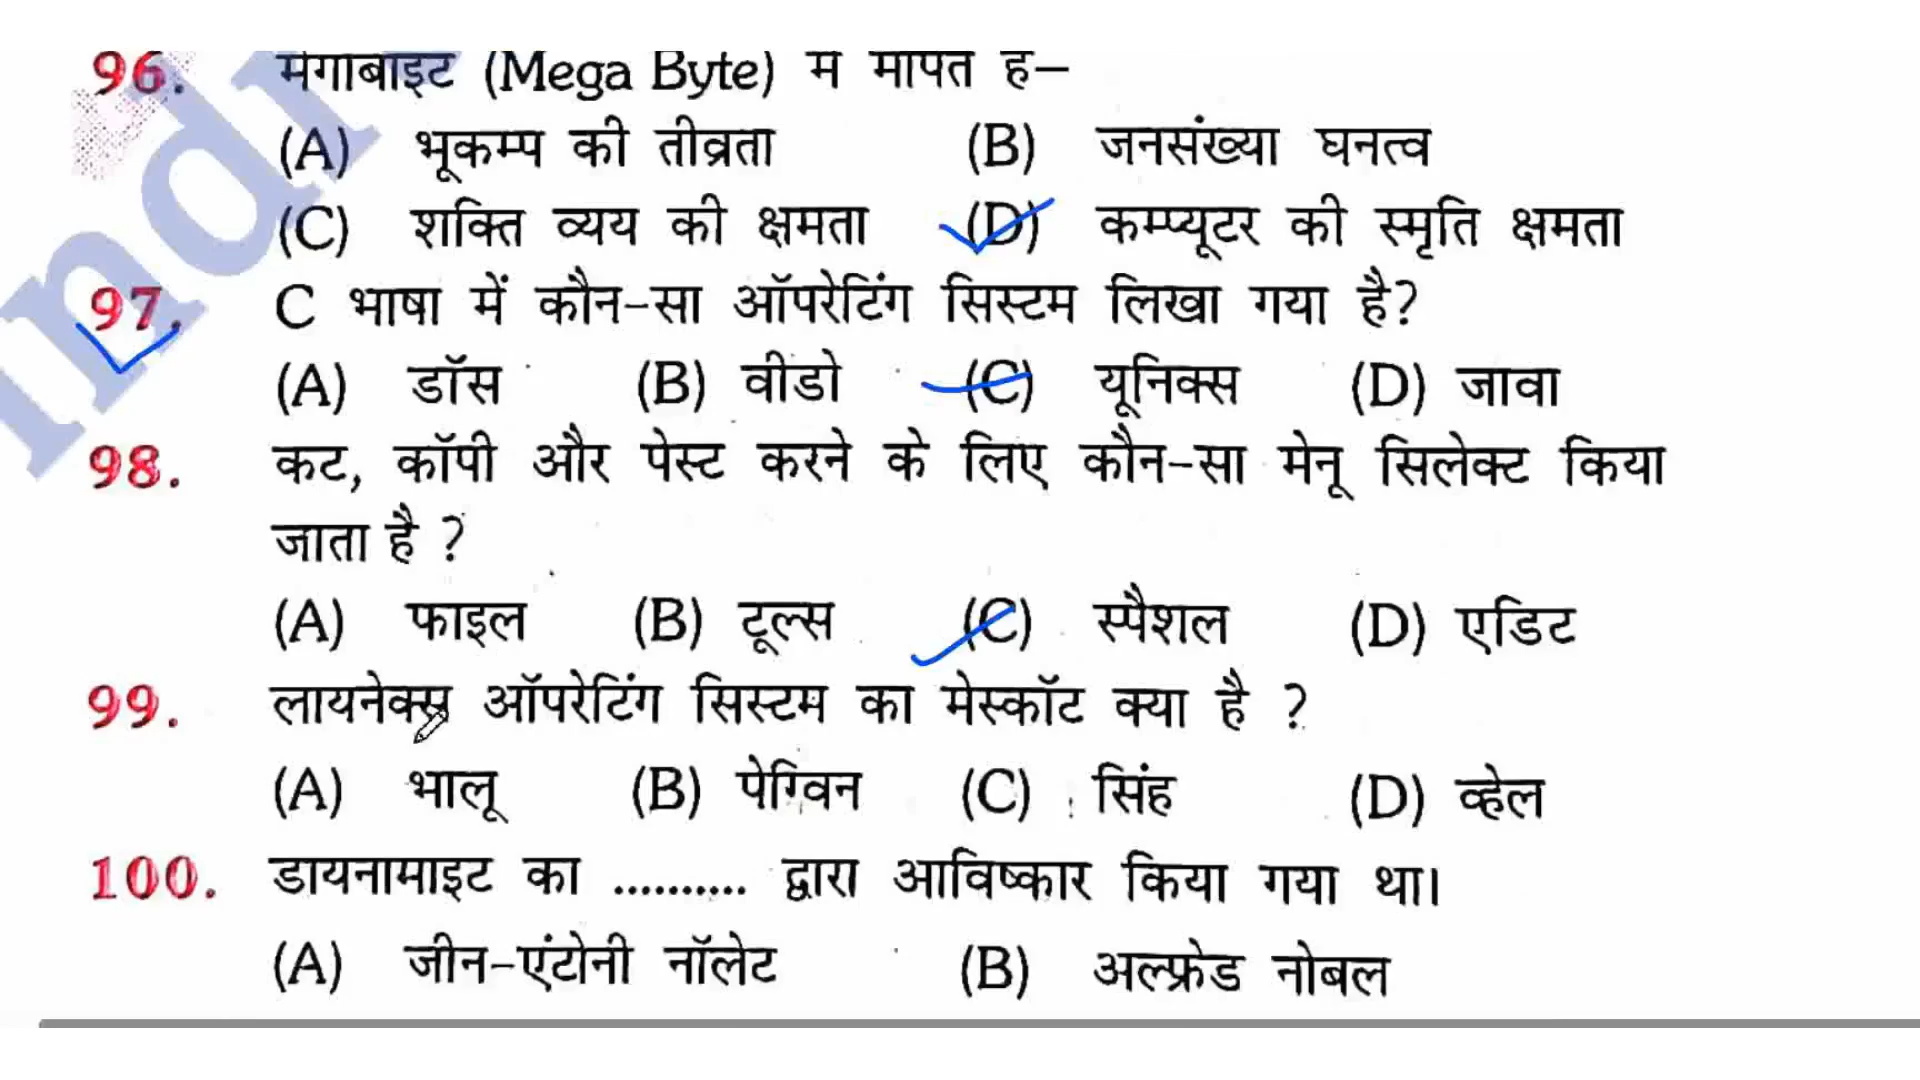 96. मेगाबाइट (Mega Byte) में मापते हैं–
(A) भूकम्प की तीव्रता (B) जनसंख्या घनत्व
(C) शक्ति व्यय की क्षमता (D) कम्प्यूटर की स्मृति क्षमता
97. C भाषा में कौन-सा ऑपरेटिंग सिस्टम लिखा गया है?
(A) डॉस (B) वीडो (C) यूनिक्स (D) जावा
98. कट, कॉपी और पेस्ट करने के लिए कौन-सा मेनू सिलेक्ट किया
जाता है ?
(A) फाइल (B) टूल्स (C) स्पैशल (D) एडिट
99. लायनेक्स ऑपरेटिंग सिस्टम का मेस्कॉट क्या है ?
(A) भालू (B) पेग्विन (C) सिंह (D) व्हेल
100. डायनामाइट का .......... द्वारा आविष्कार किया गया था।
(A) जीन-एंटोनी नॉलेट (B) अल्फ्रेड नोबल